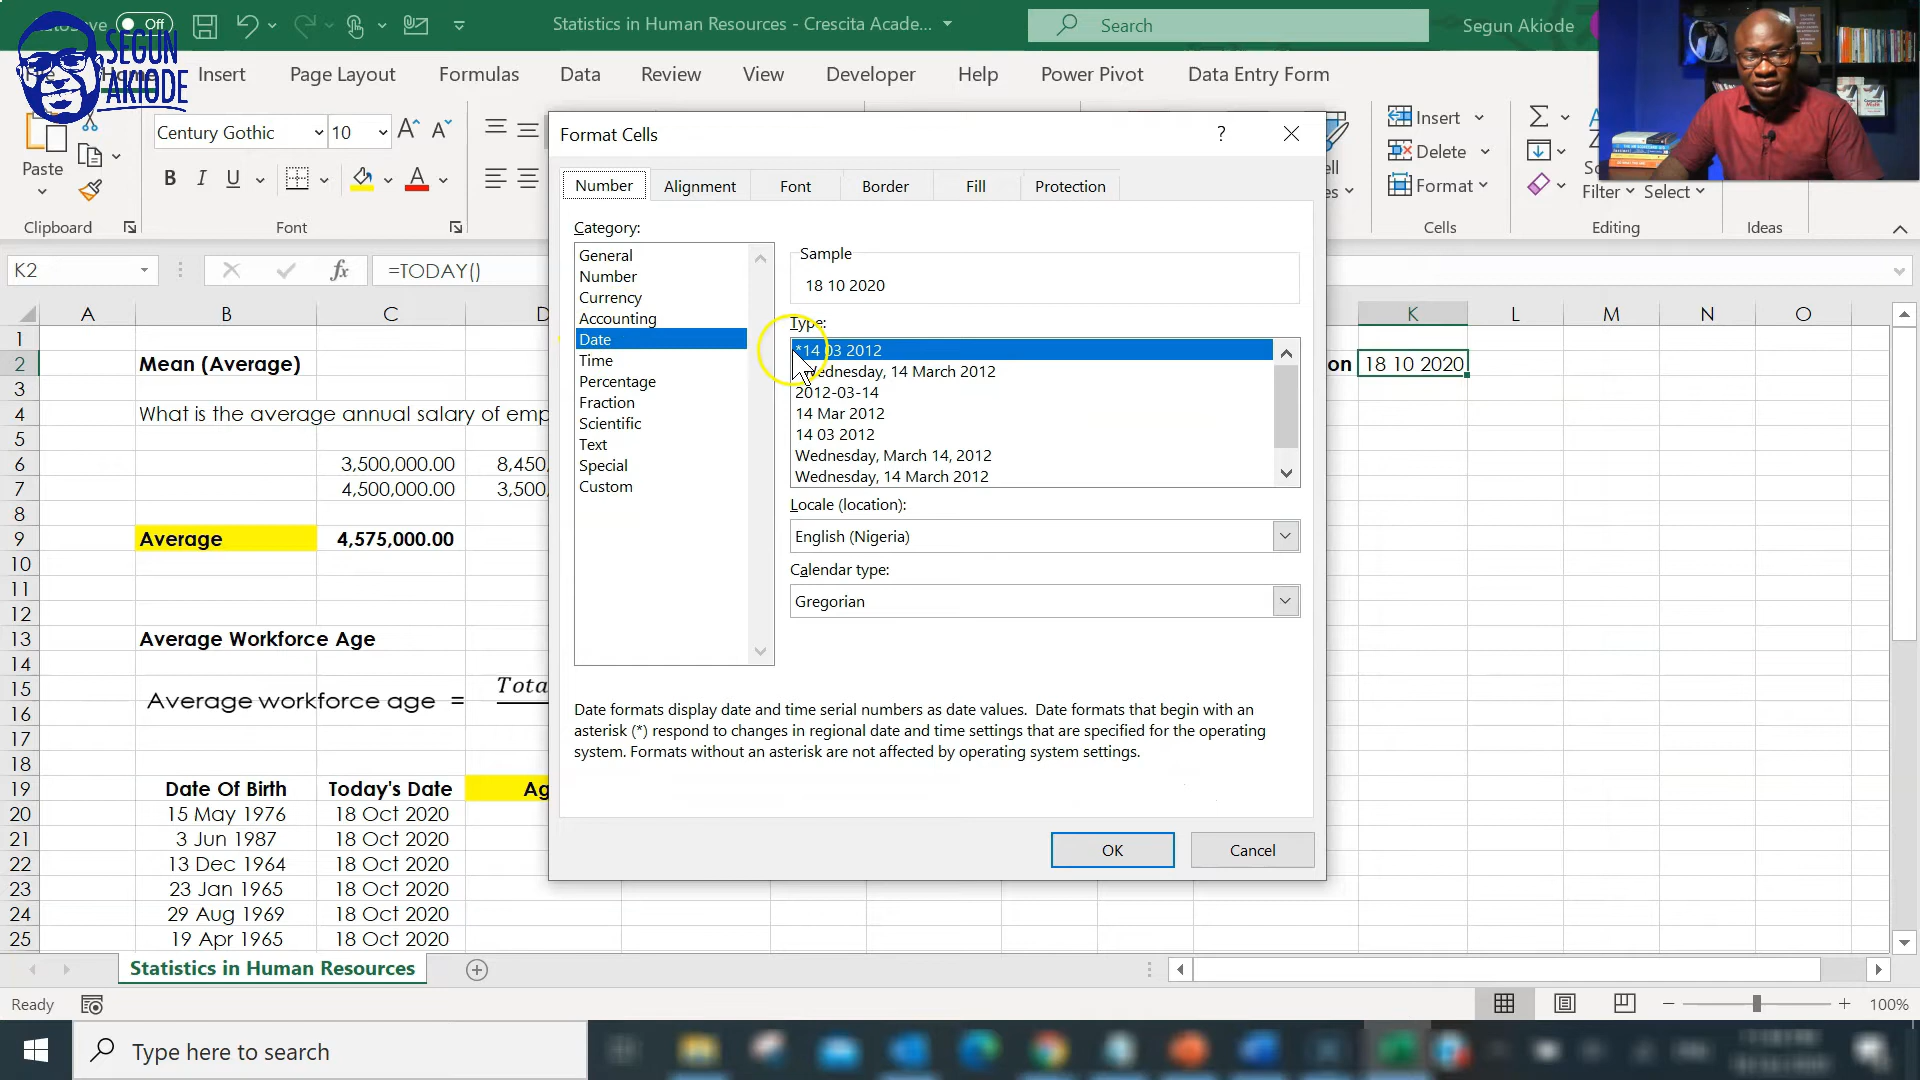 SEGUN
AKIODE
Off
Statistics in Human Resources - Crescita Acade...
Search
Segun Akiode
Insert
Page Layout
Formulas
Data
Review
View
Developer
Help
Power Pivot
Data Entry Form
Paste
Century Gothic
10
B I U
Clipboard
Font
Insert
Delete
Format
Cells
Filter
Select
Editing
Ideas
K2
fx
=TODAY()
A B C D K L M N O
Format Cells
?
Number
Alignment
Font
Border
Fill
Protection
Category:
General
Number
Currency
Accounting
Date
Time
Percentage
Fraction
Scientific
Text
Special
Custom
Sample
18 10 2020
Type:
*14 03 2012
Wednesday, 14 March 2012
2012-03-14
14 Mar 2012
14 03 2012
Wednesday, March 14, 2012
Wednesday, 14 March 2012
Locale (location):
English (Nigeria)
Calendar type:
Gregorian
Date formats display date and time serial numbers as date values. Date formats that begin with an
asterisk (*) respond to changes in regional date and time settings that are specified for the operating
system. Formats without an asterisk are not affected by operating system settings.
OK
Cancel
1
2 Mean (Average) on 18 10 2020
3
4 What is the average annual salary of emp
5
6 3,500,000.00 8,450,
7 4,500,000.00 3,500,
8
9 Average 4,575,000.00
10
11
12
13 Average Workforce Age
14
15 Tota
16 Average workforce age =
17
18
19 Date Of Birth Today's Date Ag
20 15 May 1976 18 Oct 2020
21 3 Jun 1987 18 Oct 2020
22 13 Dec 1964 18 Oct 2020
23 23 Jan 1965 18 Oct 2020
24 29 Aug 1969 18 Oct 2020
25 19 Apr 1965 18 Oct 2020
Statistics in Human Resources
Ready
100%
Type here to search